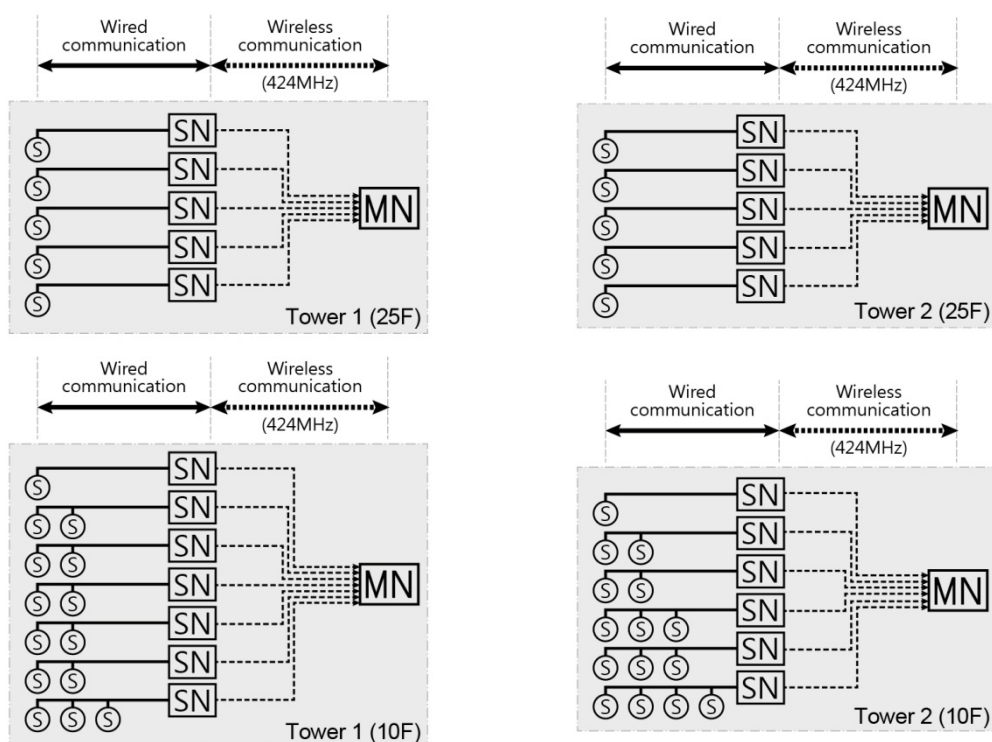 Wired
communication
Wireless
communication
(424MHz)
S
SN
S
SN
S
SN
S
SN
S
SN
MN
Tower 1 (25F)
Wired
communication
Wireless
communication
(424MHz)
S
SN
S
SN
S
SN
S
SN
S
SN
MN
Tower 2 (25F)
Wired
communication
Wireless
communication
(424MHz)
S
SN
S S
SN
S S
SN
S S
SN
S S
SN
S S
SN
S S S
SN
MN
Tower 1 (10F)
Wired
communication
Wireless
communication
(424MHz)
S
SN
S S
SN
S S
SN
S S S
SN
S S S
SN
S S S S
SN
MN
Tower 2 (10F)